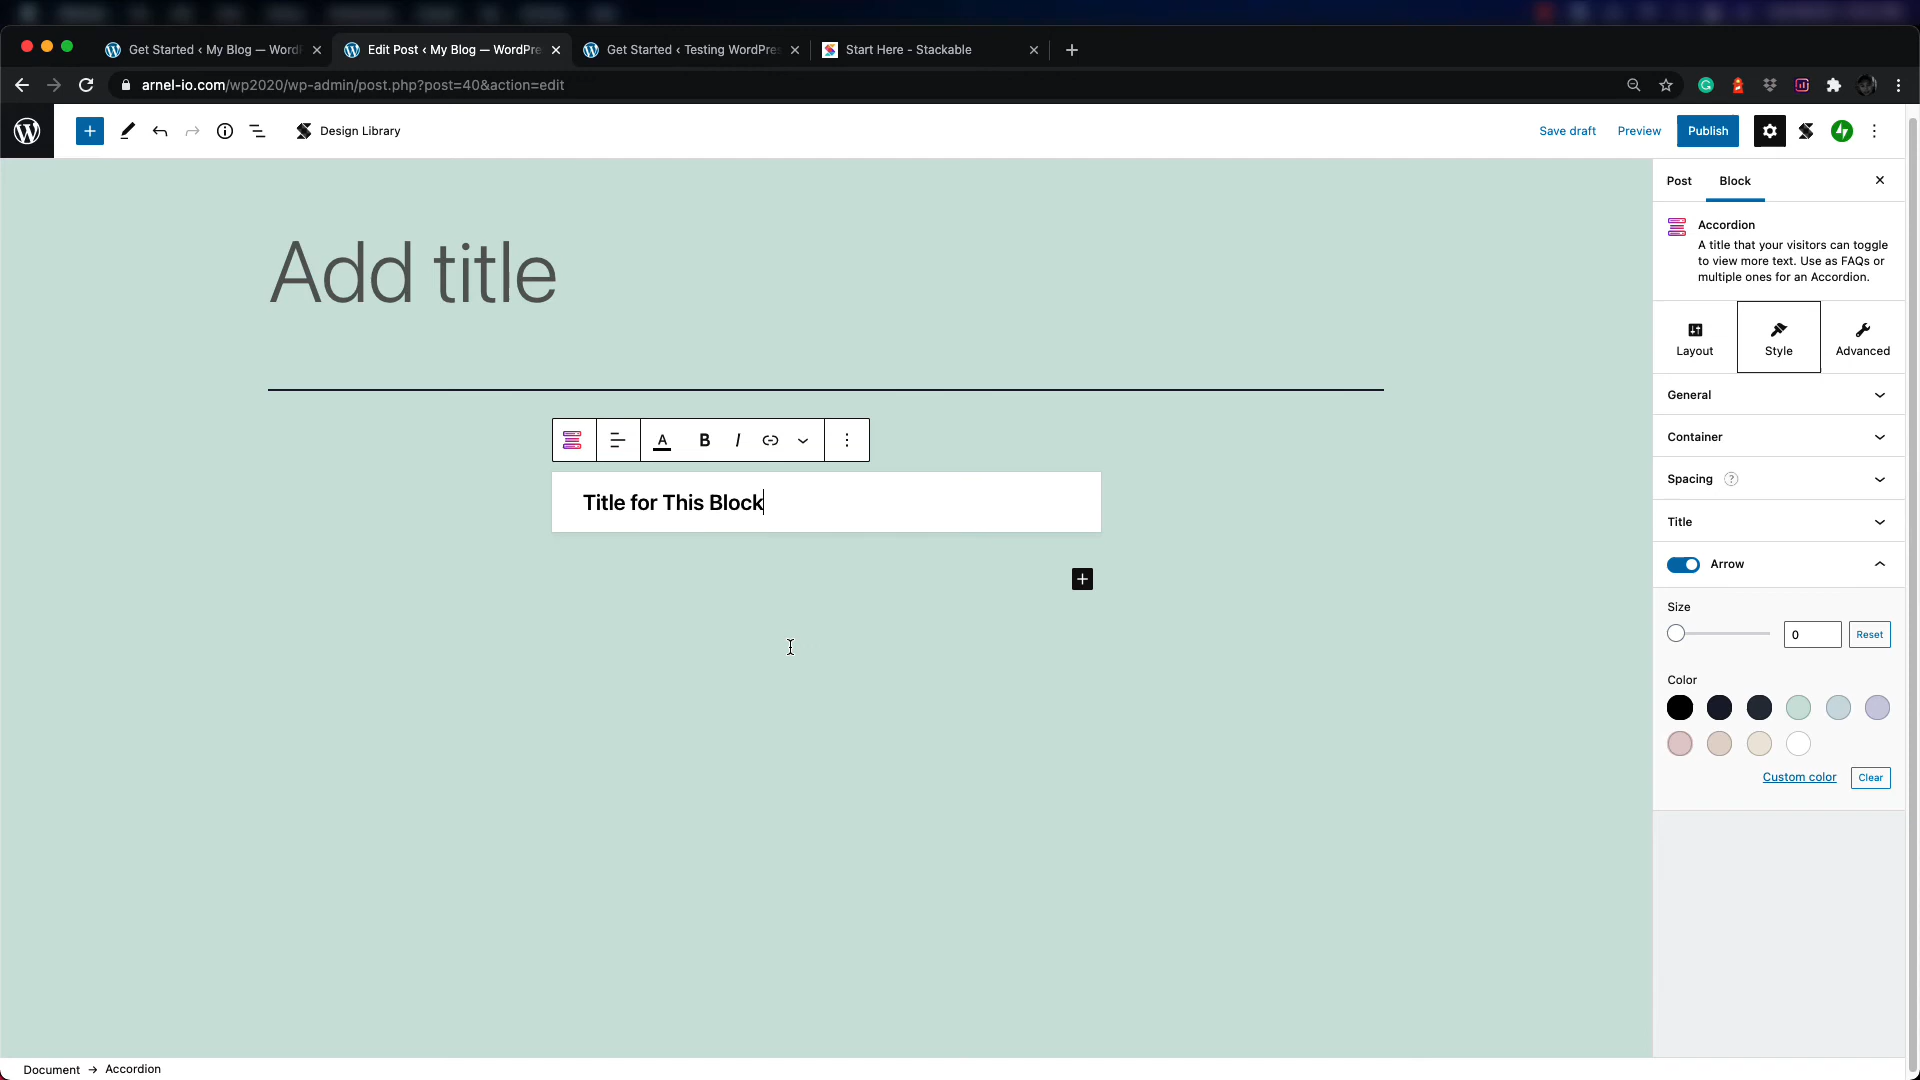 Get Started ‹ My Blog — Word
Edit Post ‹ My Blog — WordPre
Get Started ‹ Testing WordPre
Start Here - Stackable
arnel-io.com/wp2020/wp-admin/post.php?post=40&action=edit
Design Library
Save draft
Preview
Publish
Post
Block
Accordion
A title that your visitors can toggle
to view more text. Use as FAQs or
multiple ones for an Accordion.
Layout
Style
Advanced
General
Container
Spacing ?
Title
Arrow
Size
0
Reset
Color
Custom color
Clear
Add title
A B I
Title for This Block
Document → Accordion